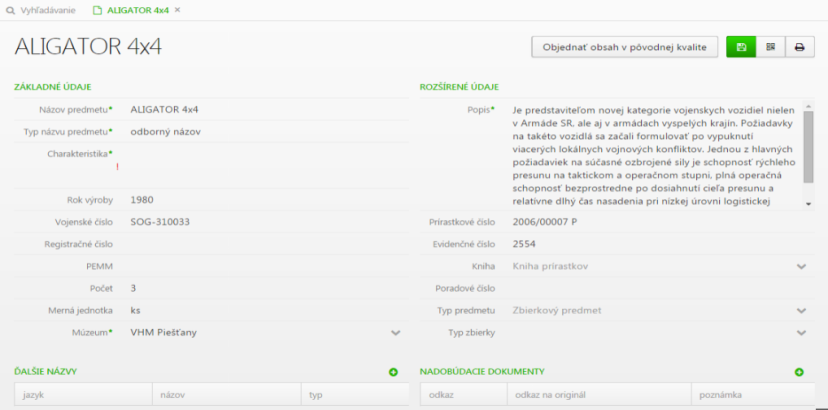 Vyhľadávanie
ALIGATOR 4x4 ×
ALIGATOR 4x4
Objednať obsah v pôvodnej kvalite
ZÁKLADNÉ ÚDAJE
Názov predmetu* ALIGATOR 4x4
Typ názvu predmetu* odborný názov
Charakteristika*
!
Rok výroby 1980
Vojenské číslo SOG-310033
Registračné číslo
PEMM
Počet 3
Merná jednotka ks
Múzeum* VHM Piešťany
ĎALŠIE NÁZVY
jazyk názov typ
ROZŠÍRENÉ ÚDAJE
Popis* Je predstaviteľom novej kategorie vojenskych vozidiel nielen
v Armáde SR, ale aj v armádach vyspelých krajín. Požiadavky
na takéto vozidlá sa začali formulovať po vypuknutí
viacerých lokálnych vojnových konfliktov. Jednou z hlavných
požiadaviek na súčasné ozbrojené sily je schopnosť rýchleho
presunu na taktickom a operačnom stupni, plná operačná
schopnosť bezprostredne po dosiahnutí cieľa presunu a
relatívne dlhý čas nasadenia pri nízkej úrovni logistickej
Prírastkové číslo 2006/00007 P
Evidenčné číslo 2554
Kniha Kniha prírastkov
Poradové číslo
Typ predmetu Zbierkový predmet
Typ zbierky
NADOBÚDACIE DOKUMENTY
odkaz odkaz na originál poznámka